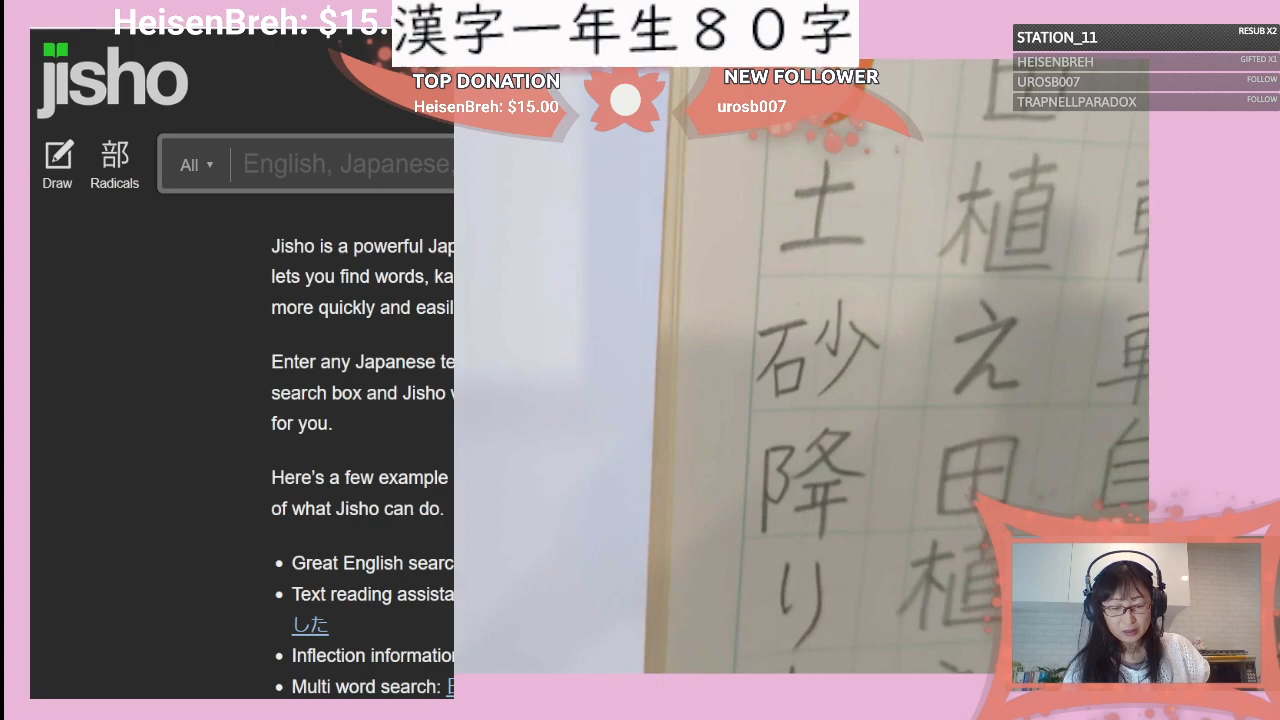 HeisenBreh: $15.
漢字一年生８０字
STATION_11
RESUB X2
HEISENBREH
GIFTED X1
UROSB007
FOLLOW
TRAPNELLPARADOX
FOLLOW
TOP DONATION
HeisenBreh: $15.00
NEW FOLLOWER
urosb007
jisho
Draw
部
Radicals
All
English, Japanese,
Jisho is a powerful Jap
lets you find words, ka
more quickly and easil
Enter any Japanese te
search box and Jisho
for you.
Here's a few example
of what Jisho can do.
Great English searc
Text reading assista
した
Inflection information
Multi word search:
植え田植
土砂降り